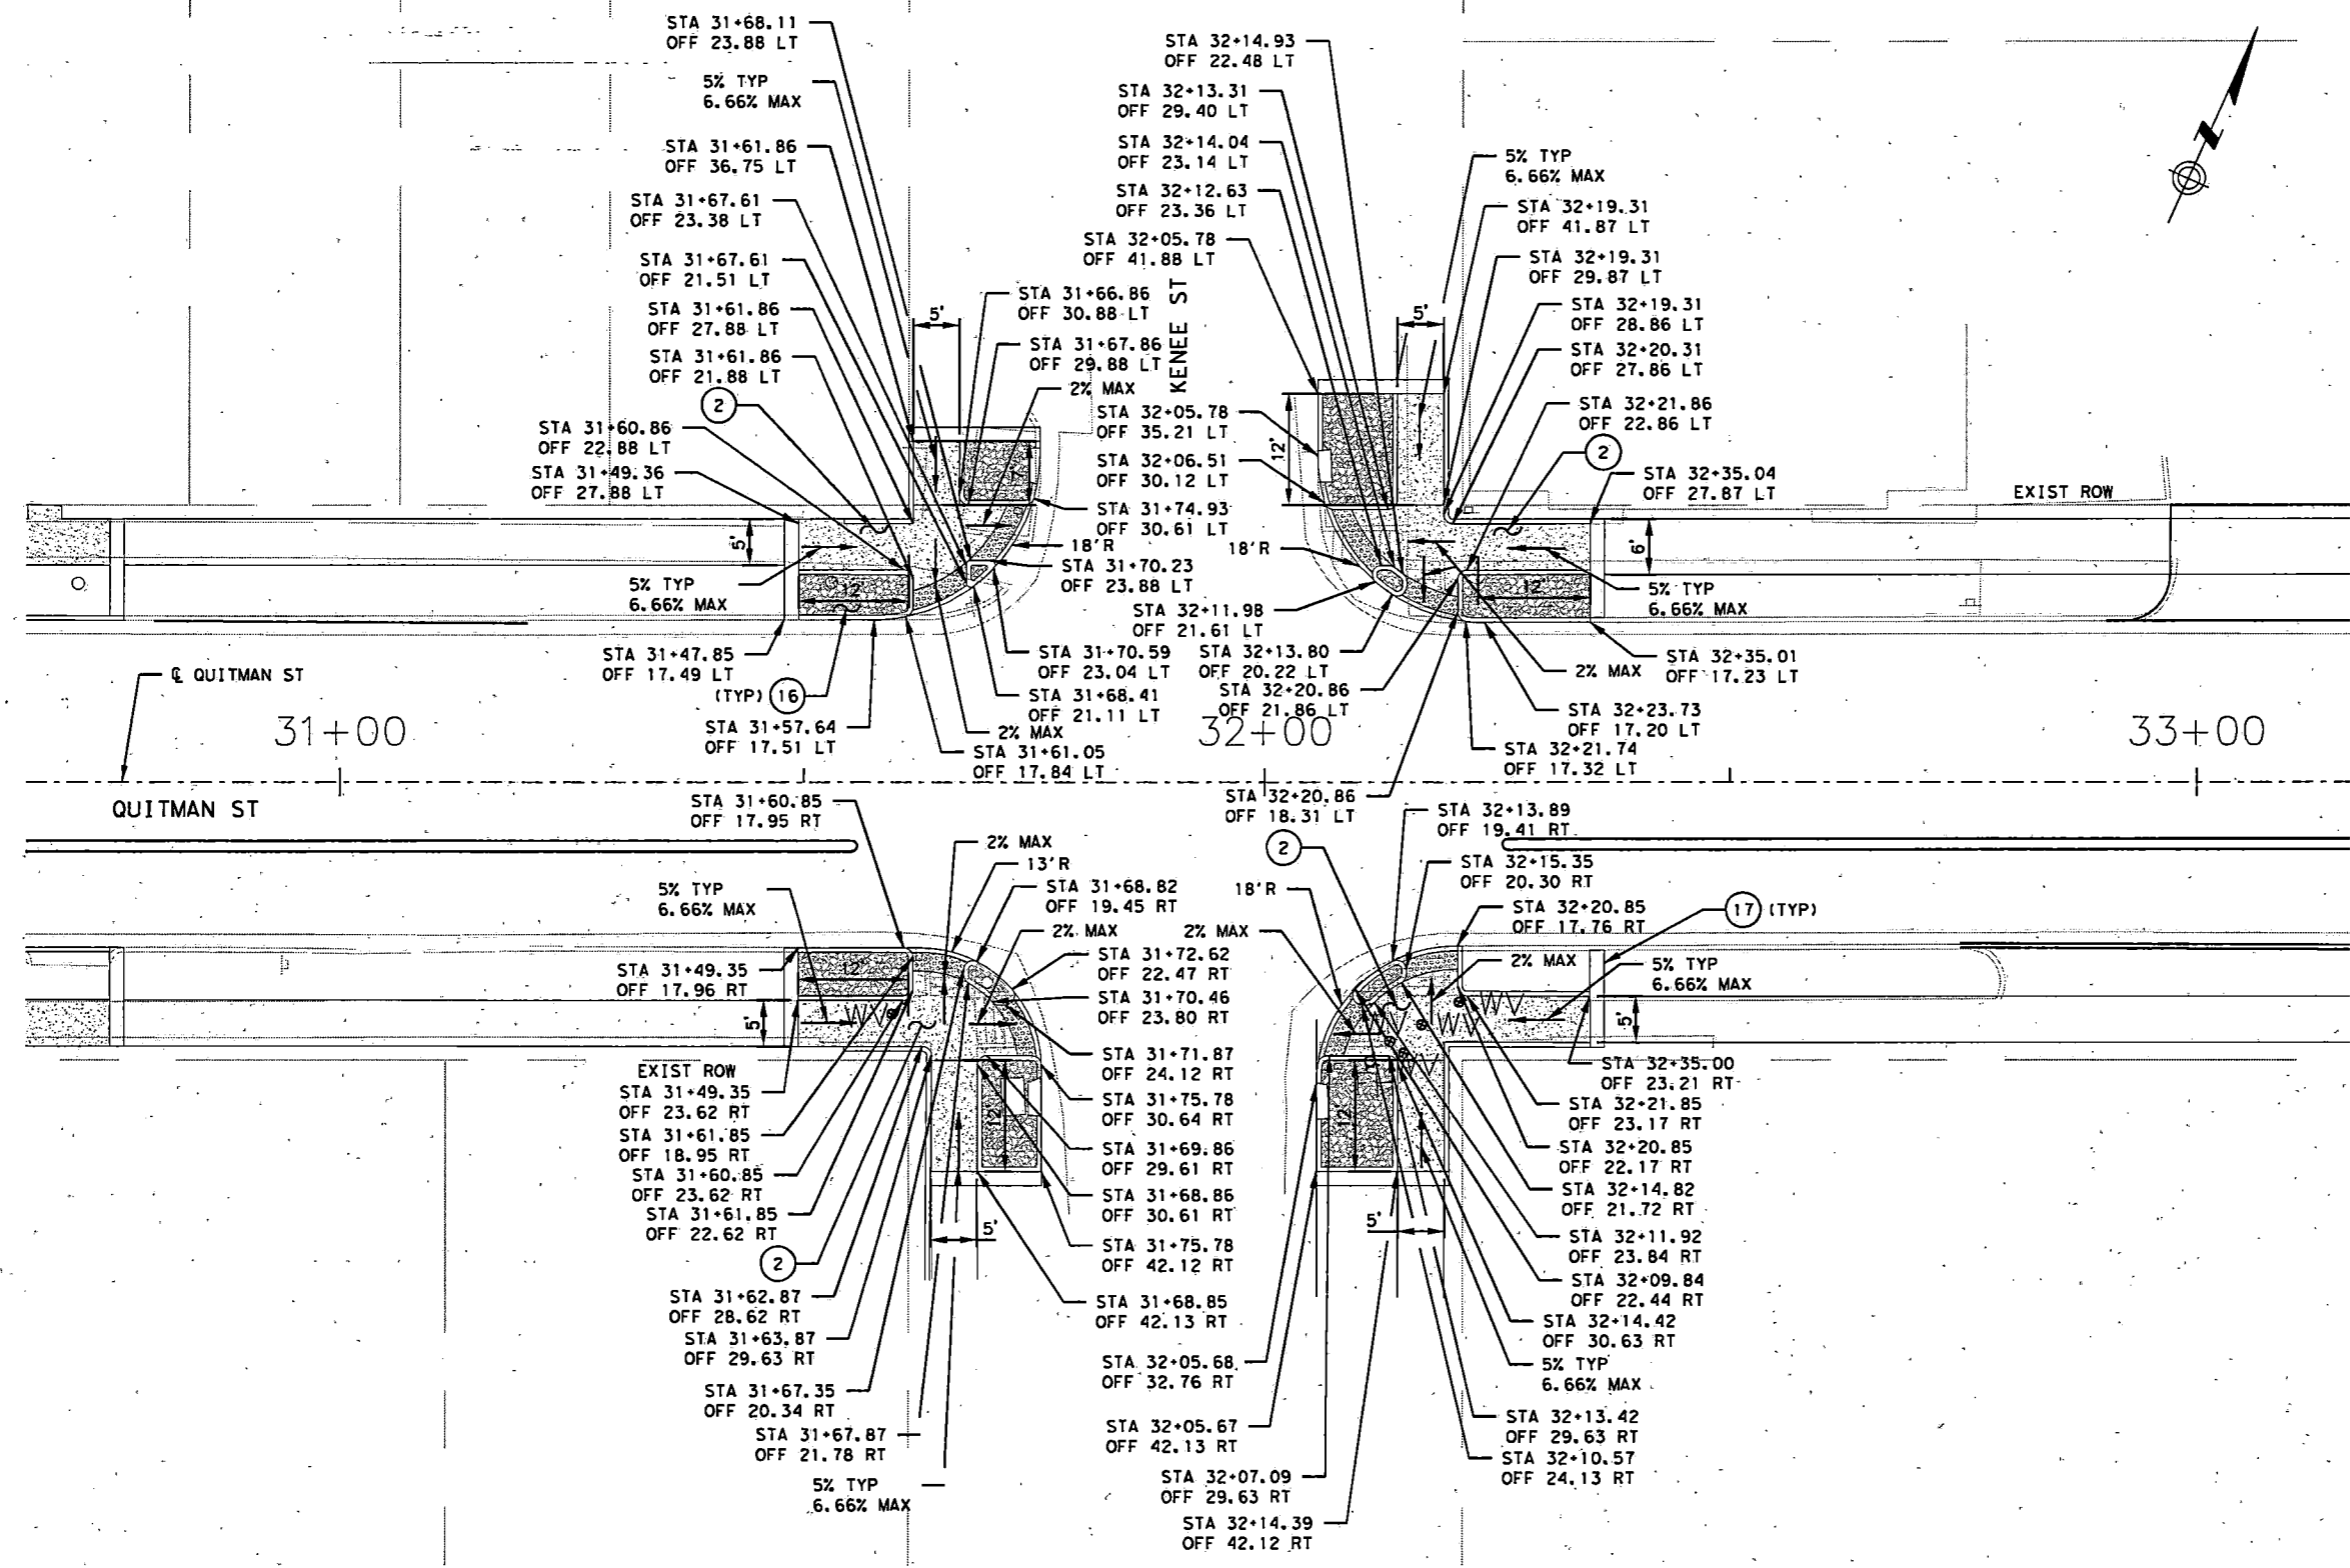 STA 31+68.11
OFF 23.88 LT
5% TYP
6.66% MAX
STA 31+61.86
OFF 36.75 LT
STA 31+67.61
OFF 23.38 LT
STA 31+67.61
OFF 21.51 LT
STA 31+61.86
OFF 27.88 LT
STA 31+61.86
OFF 21.88 LT
2
STA 31+60.86
OFF 22.88 LT
STA 31+49.36
OFF 27.88 LT
5'
STA 31+66.86
OFF 30.88 LT
STA 31+67.86
OFF 29.88 LT
2% MAX
KENEE ST
STA 32+14.93
OFF 22.48 LT
STA 32+13.31
OFF 29.40 LT
STA 32+14.04
OFF 23.14 LT
STA 32+12.63
OFF 23.36 LT
STA 32+05.78
OFF 41.88 LT
STA 32+05.78
OFF 35.21 LT
STA 32+06.51
OFF 30.12 LT
STA 31+74.93
OFF 30.61 LT
18'R
STA 31+70.23
OFF 23.88 LT
18'R
12'
5'
5% TYP
6.66% MAX
STA 32+19.31
OFF 41.87 LT
STA 32+19.31
OFF 29.87 LT
STA 32+19.31
OFF 28.86 LT
STA 32+20.31
OFF 27.86 LT
STA 32+21.86
OFF 22.86 LT
2
STA 32+35.04
OFF 27.87 LT
EXIST ROW
N
5'
5% TYP
6.66% MAX
12'
6'
12'
5% TYP
6.66% MAX
STA 32+11.98
OFF 21.61 LT
STA 31+47.85
OFF 17.49 LT
(TYP) 16
STA 31+57.64
OFF 17.51 LT
STA 31+70.59
OFF 23.04 LT
STA 31+68.41
OFF 21.11 LT
2% MAX
STA 31+61.05
OFF 17.84 LT
STA 32+13.80
OFF 20.22 LT
STA 32+20.86
OFF 21.86 LT
2% MAX
STA 32+35.01
OFF 17.23 LT
STA 32+23.73
OFF 17.20 LT
STA 32+21.74
OFF 17.32 LT
℄ QUITMAN ST
31+00
32+00
33+00
QUITMAN ST
STA 31+60.85
OFF 17.95 RT
STA 32+20.86
OFF 18.31 LT
2
STA 32+13.89
OFF 19.41 RT
2% MAX
13'R
STA 31+68.82
OFF 19.45 RT
2% MAX
5% TYP
6.66% MAX
18'R
2% MAX
STA 32+15.35
OFF 20.30 RT
STA 32+20.85
OFF 17.76 RT
17 (TYP)
2% MAX
5% TYP
6.66% MAX
STA 31+49.35
OFF 17.96 RT
12'
5'
STA 31+72.62
OFF 22.47 RT
STA 31+70.46
OFF 23.80 RT
STA 31+71.87
OFF 24.12 RT
STA 31+75.78
OFF 30.64 RT
STA 31+69.86
OFF 29.61 RT
STA 31+68.86
OFF 30.61 RT
STA 31+75.78
OFF 42.12 RT
STA 31+68.85
OFF 42.13 RT
12'
5'
EXIST ROW
STA 31+49.35
OFF 23.62 RT
STA 31+61.85
OFF 18.95 RT
STA 31+60.85
OFF 23.62 RT
STA 31+61.85
OFF 22.62 RT
2
STA 31+62.87
OFF 28.62 RT
STA 31+63.87
OFF 29.63 RT
STA 31+67.35
OFF 20.34 RT
STA 31+67.87
OFF 21.78 RT
5% TYP
6.66% MAX
WV
WV
WV
12'
5'
5'
STA 32+05.68
OFF 32.76 RT
STA 32+05.67
OFF 42.13 RT
STA 32+07.09
OFF 29.63 RT
STA 32+14.39
OFF 42.12 RT
STA 32+35.00
OFF 23.21 RT
STA 32+21.85
OFF 23.17 RT
STA 32+20.85
OFF 22.17 RT
STA 32+14.82
OFF 21.72 RT
STA 32+11.92
OFF 23.84 RT
STA 32+09.84
OFF 22.44 RT
STA 32+14.42
OFF 30.63 RT
5% TYP
6.66% MAX
STA 32+13.42
OFF 29.63 RT
STA 32+10.57
OFF 24.13 RT